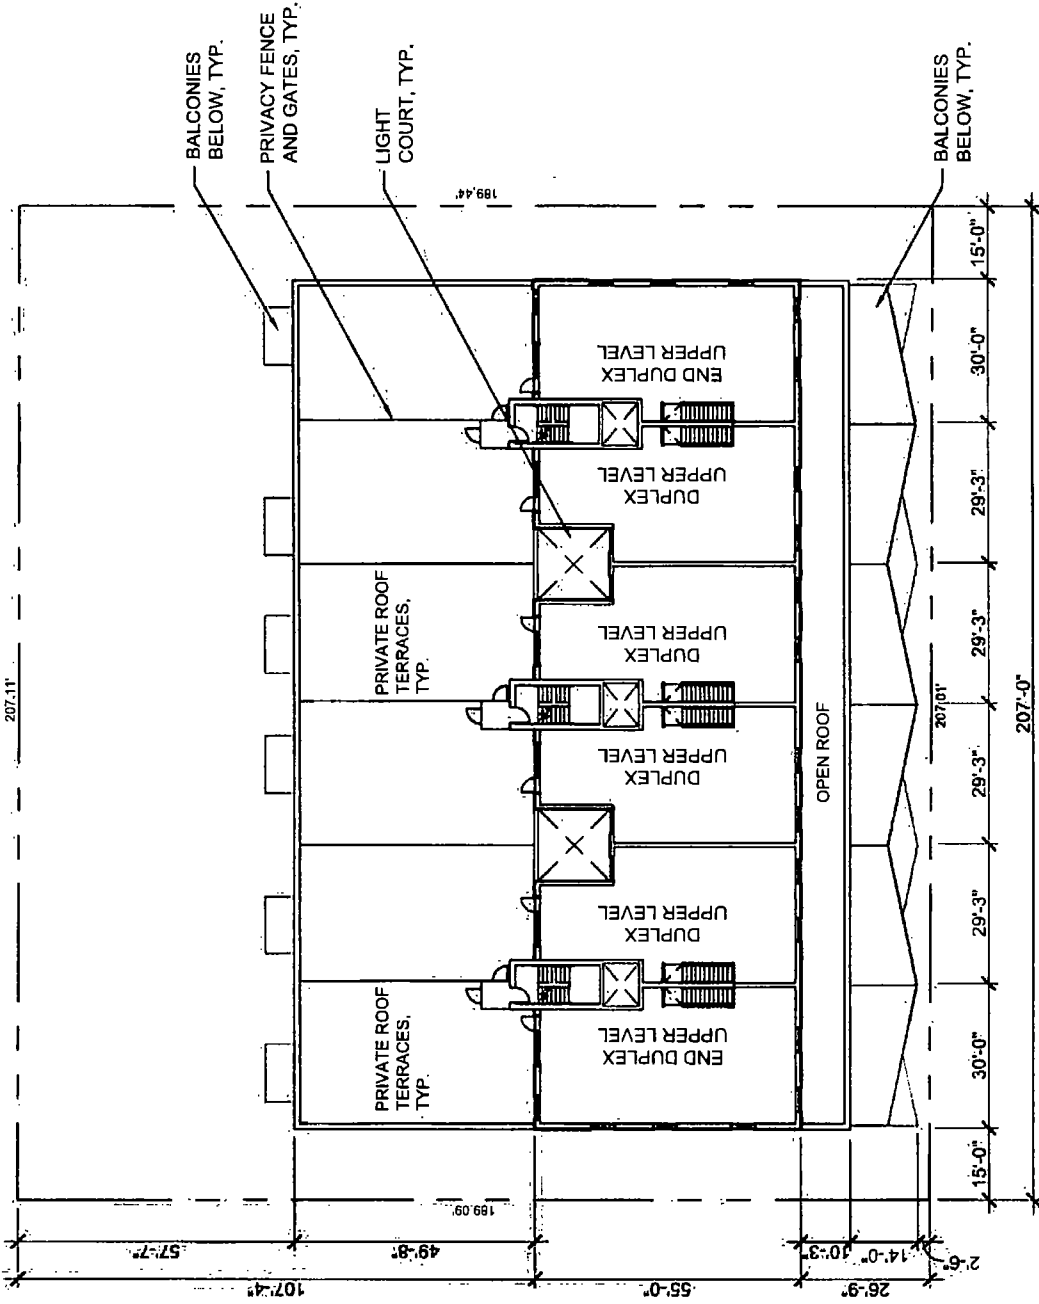 BALCONIES
BELOW, TYP.
PRIVACY FENCE
AND GATES, TYP.
LIGHT
COURT, TYP.
BALCONIES
BELOW, TYP.
207.11'
189.44'
END DUPLEX
UPPER LEVEL
DUPLEX
UPPER LEVEL
PRIVATE ROOF
TERRACES,
TYP.
DUPLEX
UPPER LEVEL
DUPLEX
UPPER LEVEL
OPEN ROOF
DUPLEX
UPPER LEVEL
PRIVATE ROOF
TERRACES,
TYP.
END DUPLEX
UPPER LEVEL
207.01'
189.09'
15'-0"
30'-0"
29'-3"
29'-3"
29'-3"
29'-3"
30'-0"
15'-0"
207'-0"
57'-7"
49'-8"
10'-3"
14'-0"
2'-6"
107'-4"
55'-0"
26'-9"